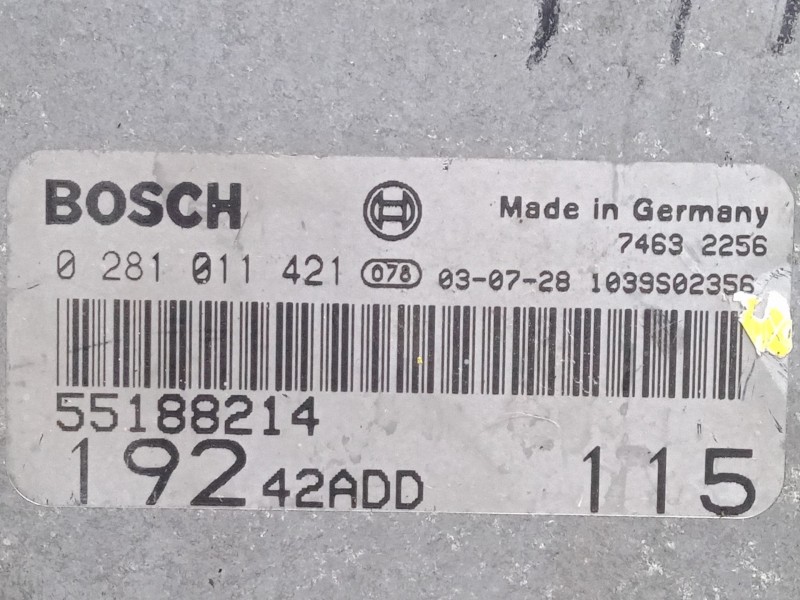 BOSCH Made in Germany
7463 2256
0 281 011 421 078 03-07-28 1039S02356
55188214
192 42ADD 115